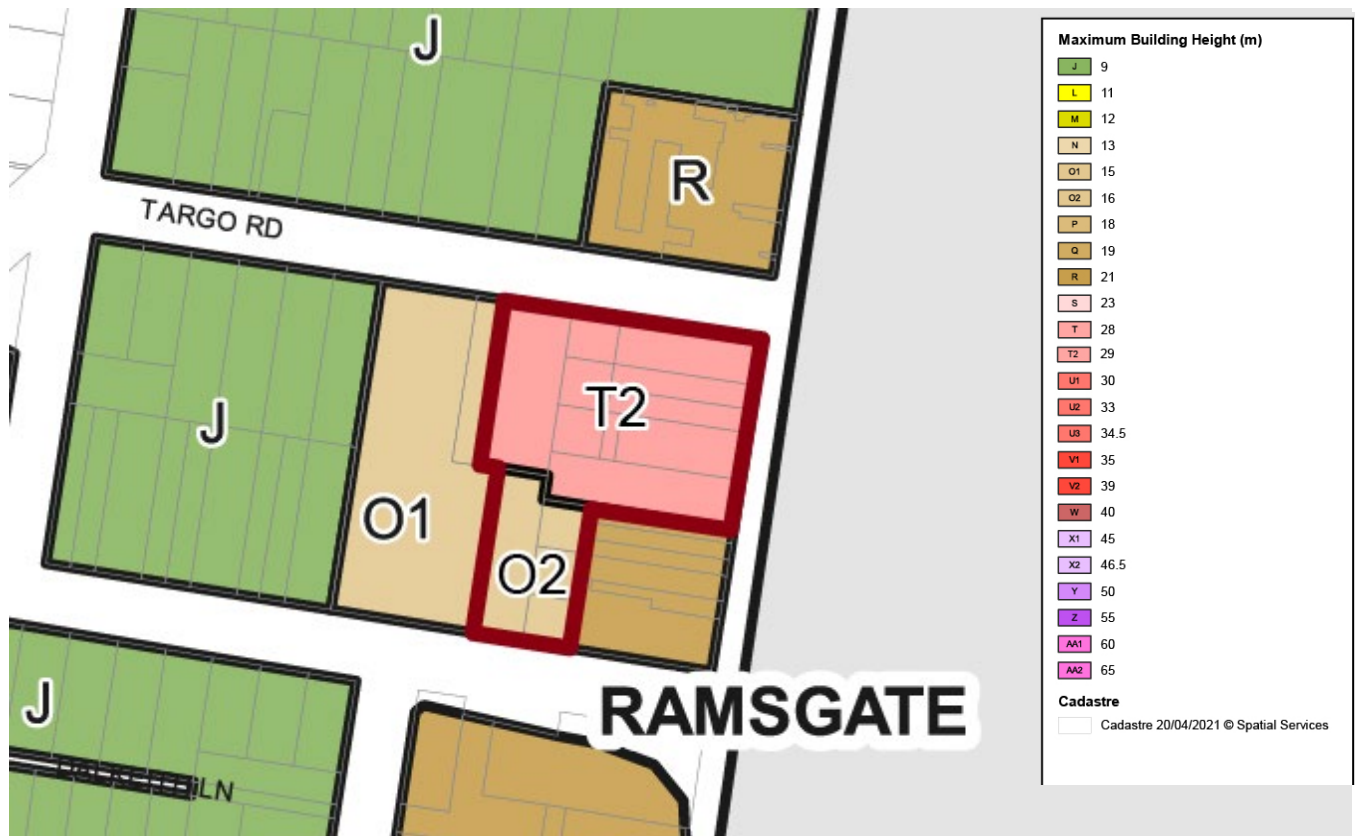 J
R
TARGO RD
J
T2
O1
O2
RAMSGATE
J
LN
Maximum Building Height (m)
J 9
L 11
M 12
N 13
O1 15
O2 16
P 18
Q 19
R 21
S 23
T 28
T2 29
U1 30
U2 33
U3 34.5
V1 35
V2 39
W 40
X1 45
X2 46.5
Y 50
Z 55
AA1 60
AA2 65
Cadastre
Cadastre 20/04/2021 © Spatial Services